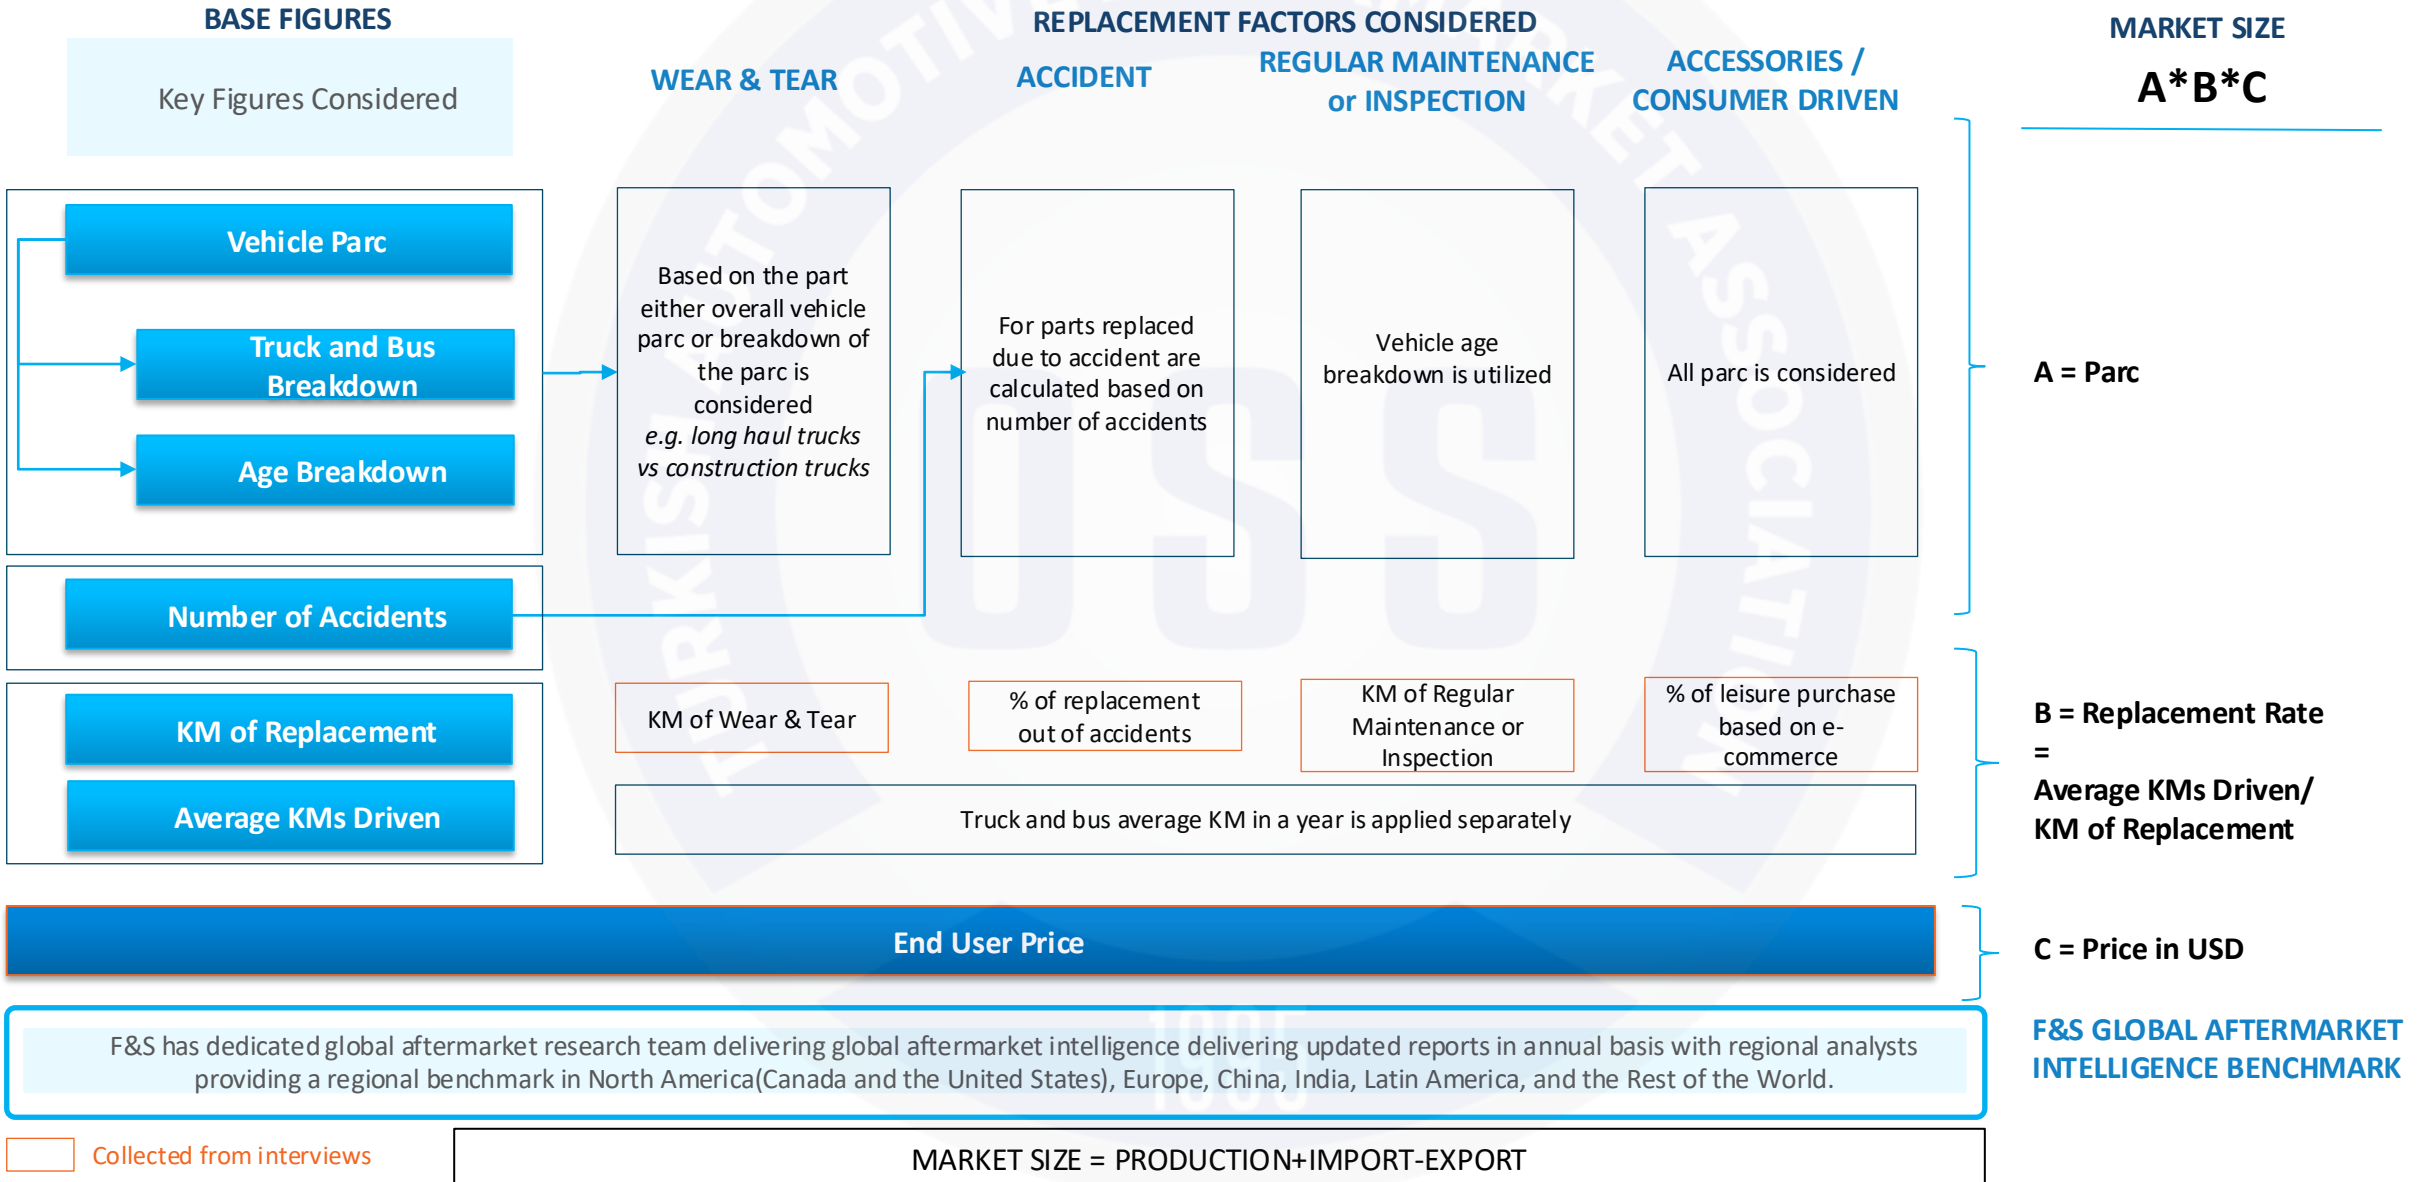 BASE FIGURES
REPLACEMENT FACTORS CONSIDERED
MARKET SIZE
Key Figures Considered
WEAR & TEAR
ACCIDENT
REGULAR MAINTENANCE
or INSPECTION
ACCESSORIES /
CONSUMER DRIVEN
A*B*C
Vehicle Parc
Truck and Bus
Breakdown
Age Breakdown
Based on the part
either overall vehicle
parc or breakdown of
the parc is
considered
e.g. long haul trucks
vs construction trucks
For parts replaced
due to accident are
calculated based on
number of accidents
Vehicle age
breakdown is utilized
All parc is considered
A = Parc
Number of Accidents
KM of Replacement
KM of Wear & Tear
% of replacement
out of accidents
KM of Regular
Maintenance or
Inspection
% of leisure purchase
based on e-
commerce
B = Replacement Rate
=
Average KMs Driven/
KM of Replacement
Average KMs Driven
Truck and bus average KM in a year is applied separately
End User Price
C = Price in USD
F&S has dedicated global aftermarket research team delivering global aftermarket intelligence delivering updated reports in annual basis with regional analysts
providing a regional benchmark in North America(Canada and the United States), Europe, China, India, Latin America, and the Rest of the World.
F&S GLOBAL AFTERMARKET
INTELLIGENCE BENCHMARK
Collected from interviews
MARKET SIZE = PRODUCTION+IMPORT-EXPORT
OSS
1995